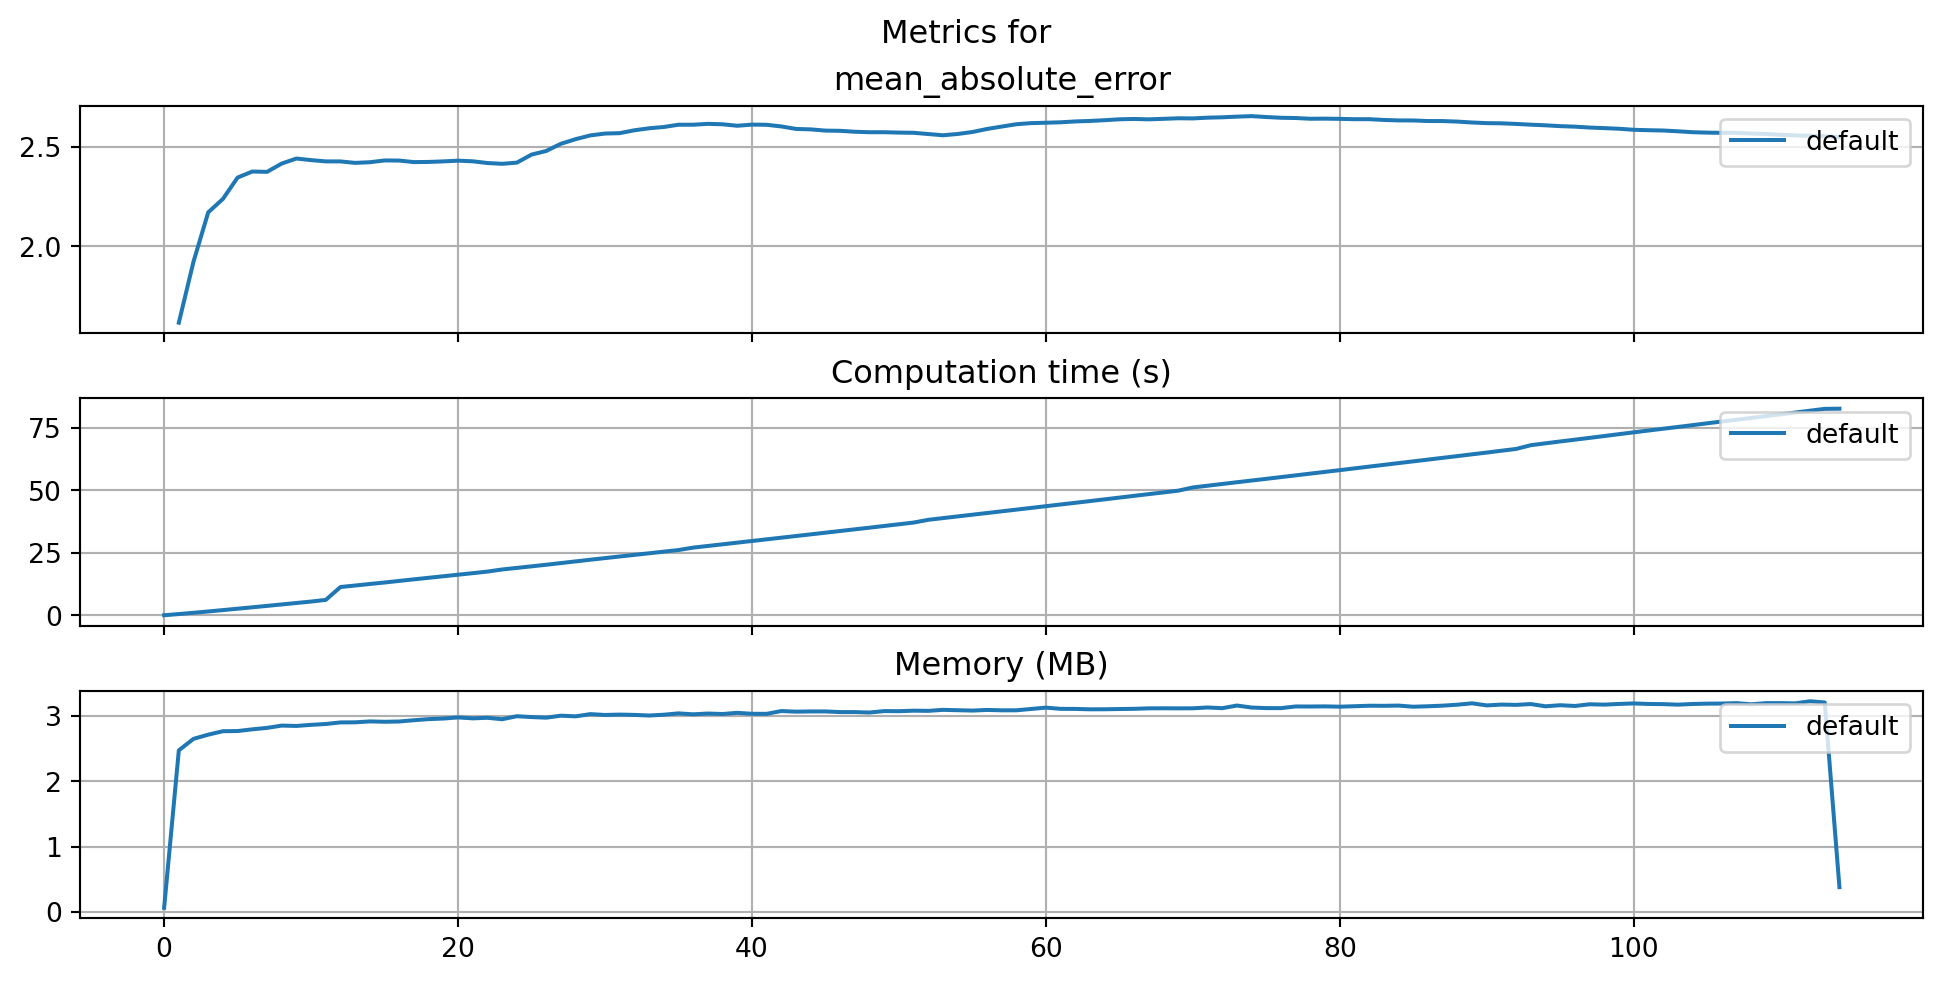 Metrics for
mean_absolute_error
2.5
2.0
default
Computation time (s)
75
50
25
0
default
Memory (MB)
3
2
1
0
default
0 20 40 60 80 100